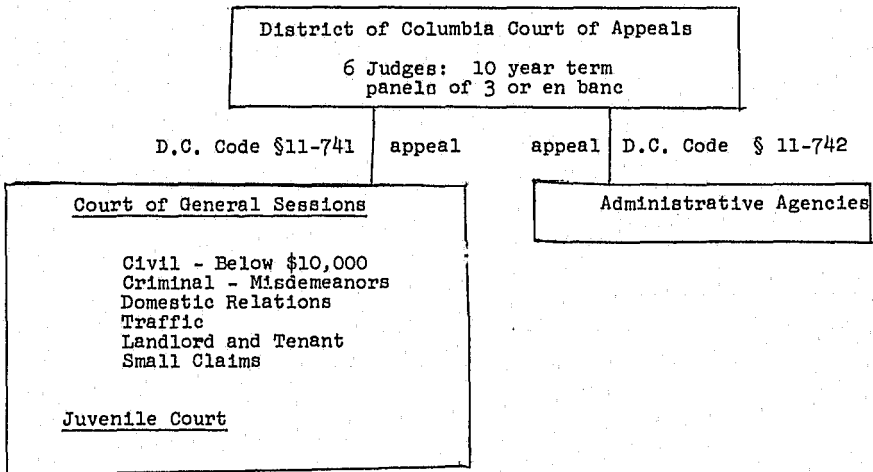 District of Columbia Court of Appeals
6 Judges: 10 year term
panels of 3 or en banc
D.C. Code §11-741 appeal
appeal D.C. Code § 11-742
Court of General Sessions
Civil - Below $10,000
Criminal - Misdemeanors
Domestic Relations
Traffic
Landlord and Tenant
Small Claims
Juvenile Court
Administrative Agencies